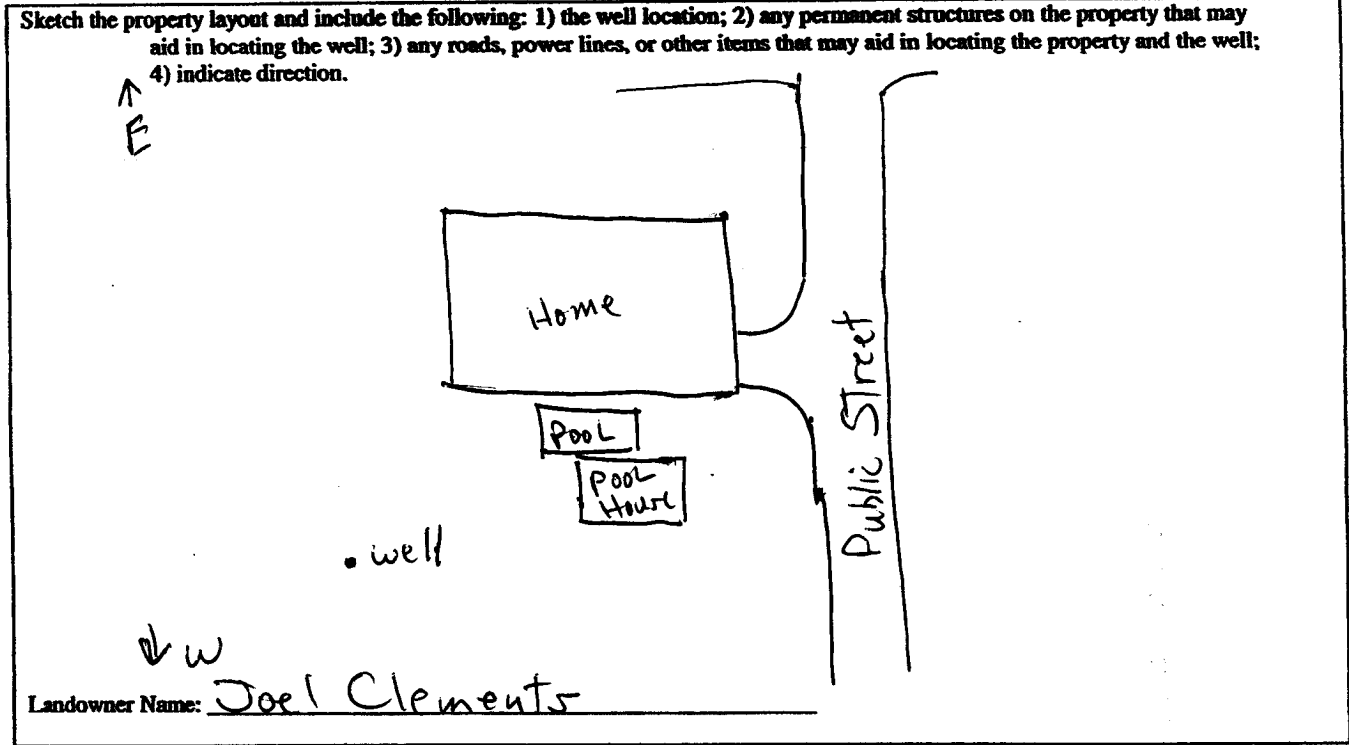 Sketch the property layout and include the following: 1) the well location; 2) any permanent structures on the property that may
aid in locating the well; 3) any roads, power lines, or other items that may aid in locating the property and the well;
4) indicate direction.
E
Home
Public Street
Pool
Pool
House
well
W
Landowner Name: Joel Clements